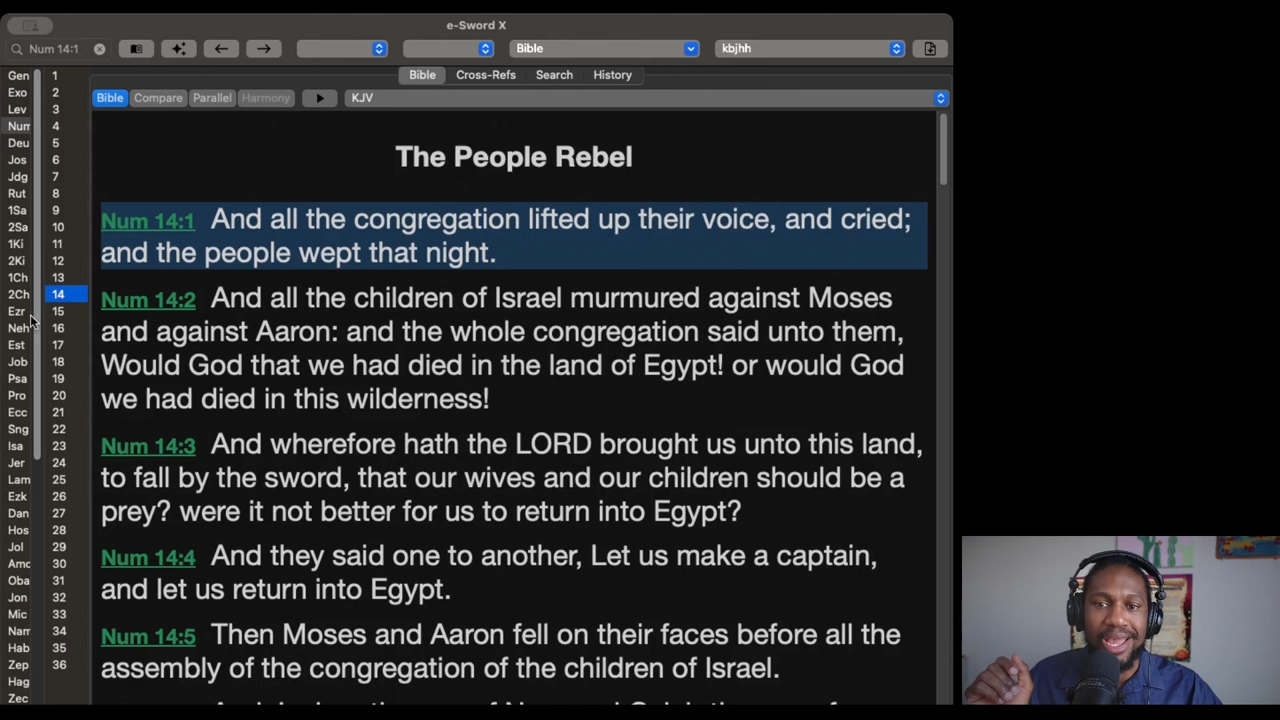 e-Sword X
Num 14:1
Bible
kbjhh
Bible Cross-Refs Search History
Bible Compare Parallel Harmony
KJV
Gen 1
Exo 2
Lev 3
Num 4
Deu 5
Jos 6
Jdg 7
Rut 8
1Sa 9
2Sa 10
1Ki 11
2Ki 12
1Ch 13
2Ch 14
Ezr 15
Neh 16
Est 17
Job 18
Psa 19
Pro 20
Ecc 21
Sng 22
Isa 23
Jer 24
Lam 25
Ezk 26
Dan 27
Hos 28
Jol 29
Amo 30
Oba 31
Jon 32
Mic 33
Nam 34
Hab 35
Zep 36
Hag
Zec
The People Rebel
Num 14:1 And all the congregation lifted up their voice, and cried;
and the people wept that night.
Num 14:2 And all the children of Israel murmured against Moses
and against Aaron: and the whole congregation said unto them,
Would God that we had died in the land of Egypt! or would God
we had died in this wilderness!
Num 14:3 And wherefore hath the LORD brought us unto this land,
to fall by the sword, that our wives and our children should be a
prey? were it not better for us to return into Egypt?
Num 14:4 And they said one to another, Let us make a captain,
and let us return into Egypt.
Num 14:5 Then Moses and Aaron fell on their faces before all the
assembly of the congregation of the children of Israel.